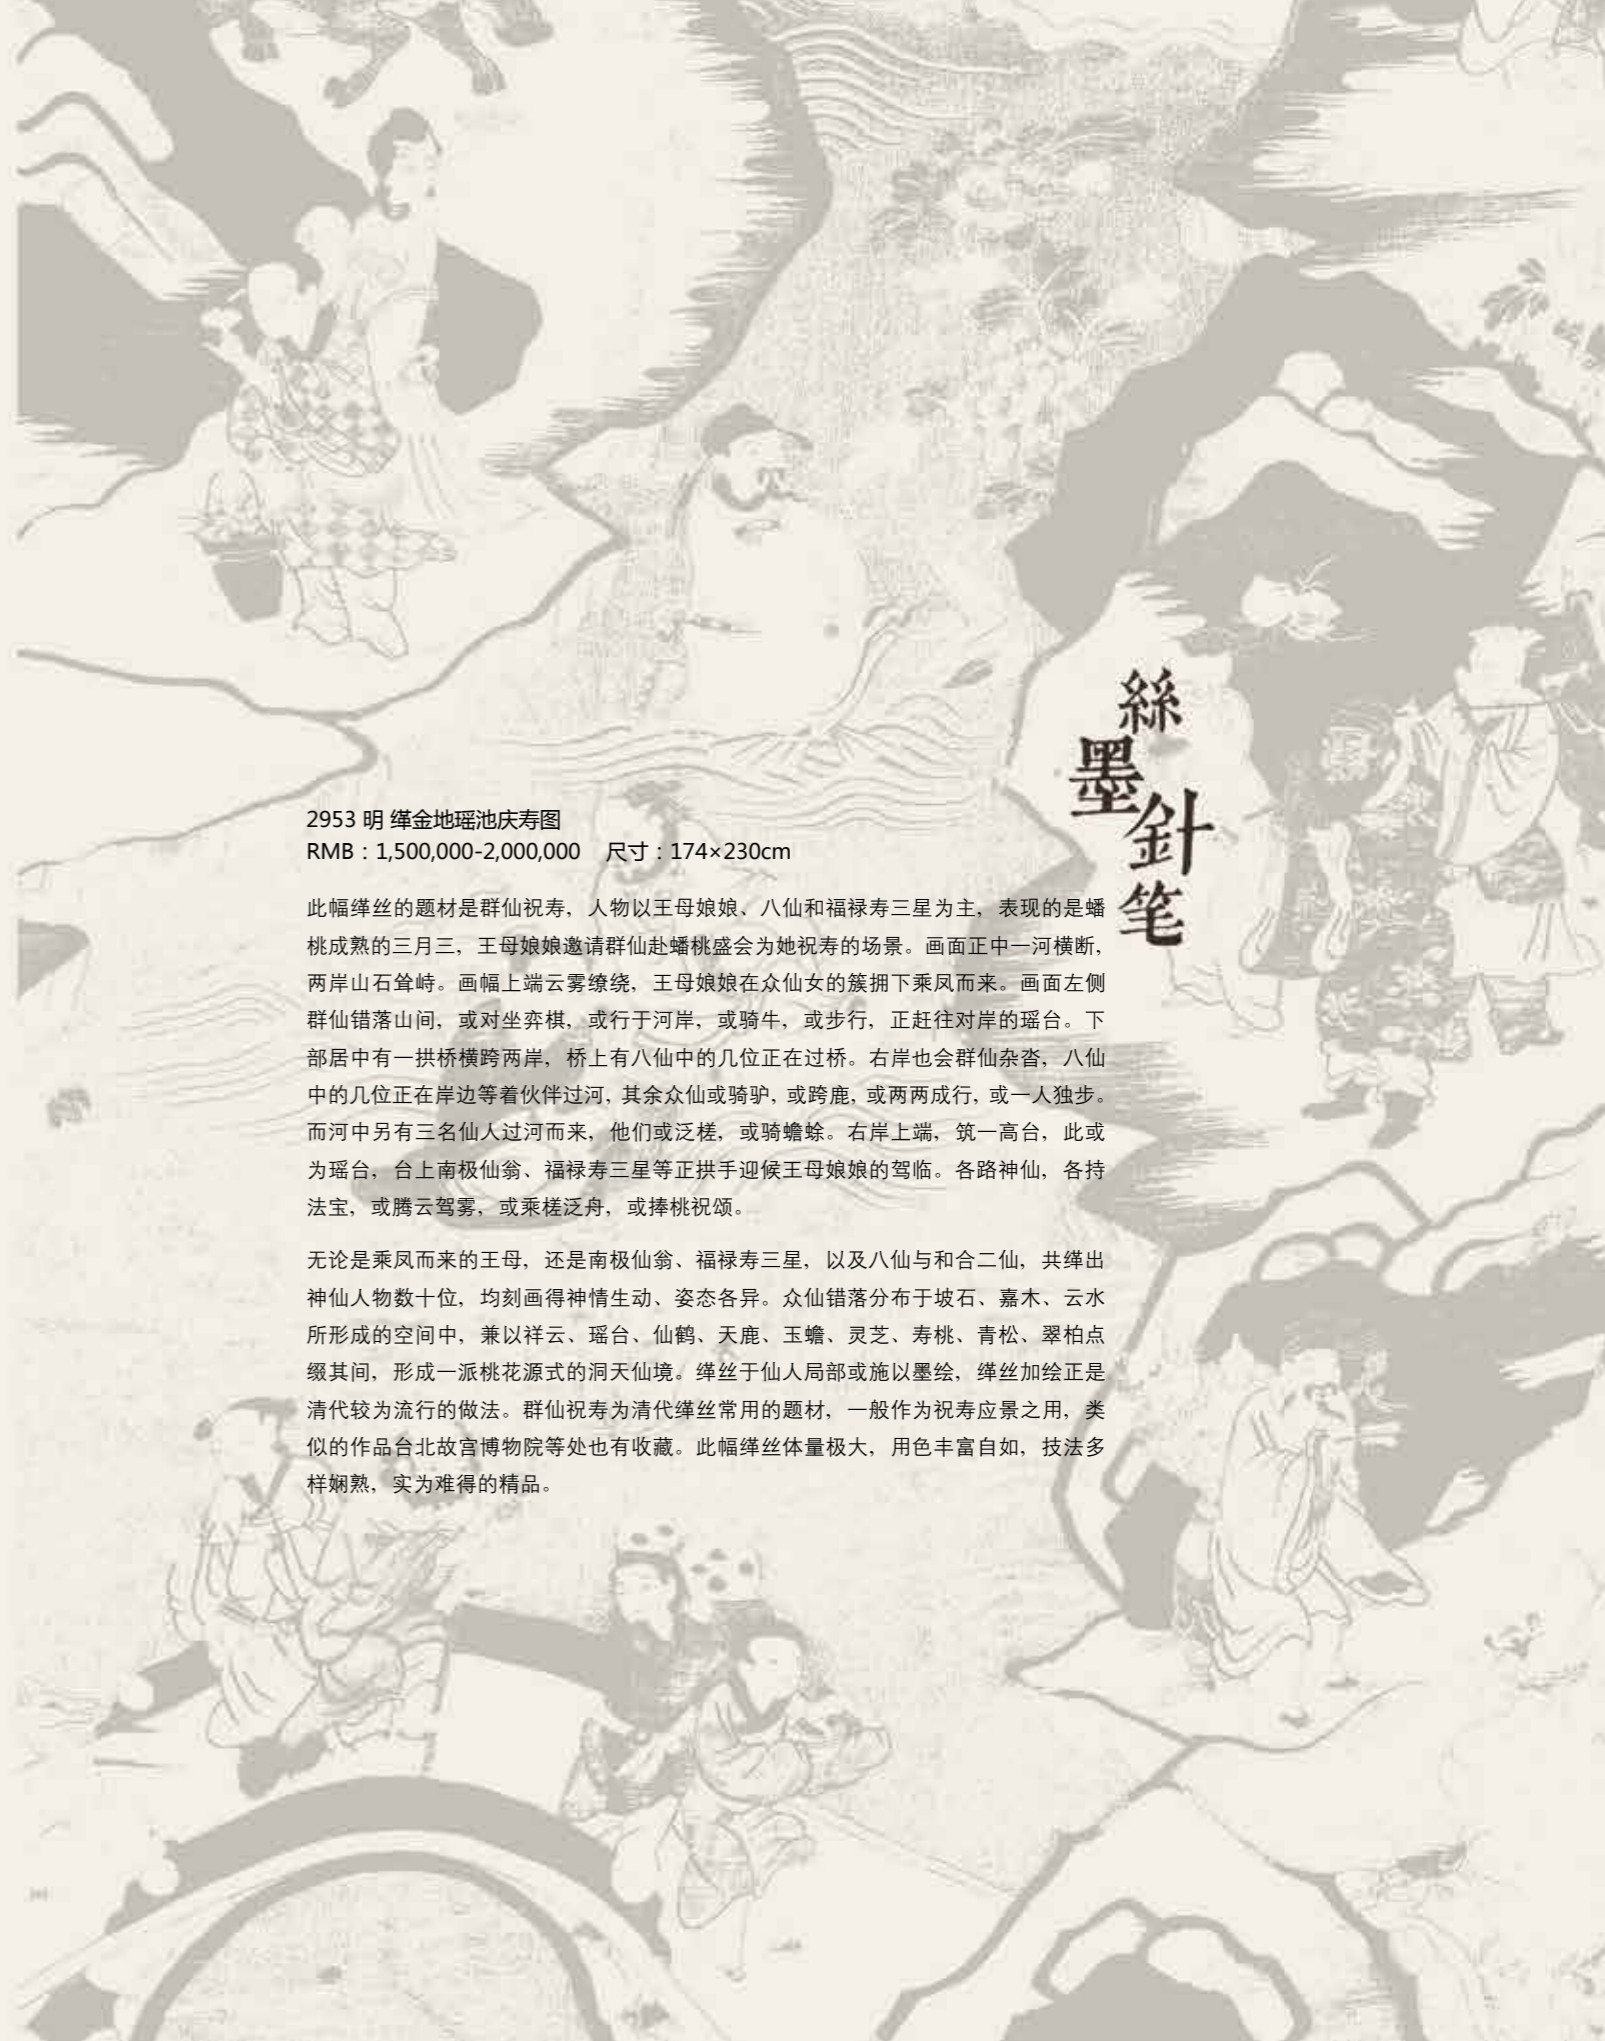 絲
墨
針
笔
2953 明 缂金地瑶池庆寿图
RMB：1,500,000-2,000,000 尺寸：174×230cm
此幅缂丝的题材是群仙祝寿，人物以王母娘娘、八仙和福禄寿三星为主，表现的是蟠
桃成熟的三月三，王母娘娘邀请群仙赴蟠桃盛会为她祝寿的场景。画面正中一河横断，
两岸山石耸峙。画幅上端云雾缭绕，王母娘娘在众仙女的簇拥下乘凤而来。画面左侧
群仙错落山间，或对坐弈棋，或行于河岸，或骑牛，或步行，正赶往对岸的瑶台。下
部居中有一拱桥横跨两岸，桥上有八仙中的几位正在过桥。右岸也会群仙杂沓，八仙
中的几位正在岸边等着伙伴过河，其余众仙或骑驴，或跨鹿，或两两成行，或一人独步。
而河中另有三名仙人过河而来，他们或泛槎，或骑蟾蜍。右岸上端，筑一高台，此或
为瑶台，台上南极仙翁、福禄寿三星等正拱手迎候王母娘娘的驾临。各路神仙，各持
法宝，或腾云驾雾，或乘槎泛舟，或捧桃祝颂。
无论是乘凤而来的王母，还是南极仙翁、福禄寿三星，以及八仙与和合二仙，共缂出
神仙人物数十位，均刻画得神情生动、姿态各异。众仙错落分布于坡石、嘉木、云水
所形成的空间中，兼以祥云、瑶台、仙鹤、天鹿、玉蟾、灵芝、寿桃、青松、翠柏点
缀其间，形成一派桃花源式的洞天仙境。缂丝于仙人局部或施以墨绘，缂丝加绘正是
清代较为流行的做法。群仙祝寿为清代缂丝常用的题材，一般作为祝寿应景之用，类
似的作品台北故宫博物院等处也有收藏。此幅缂丝体量极大，用色丰富自如，技法多
样娴熟，实为难得的精品。